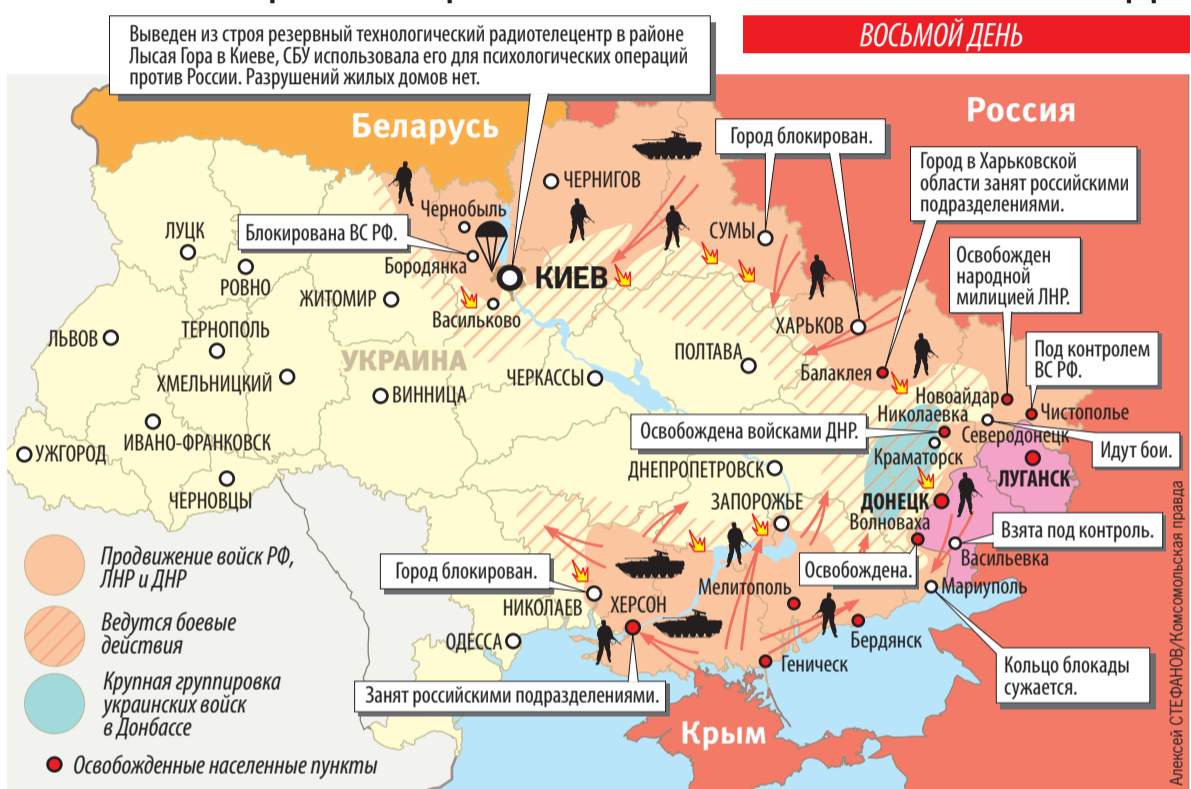 ВОСЬМОЙ ДЕНЬ
Выведен из строя резервный технологический радиотелецентр в районе
Лысая Гора в Киеве, СБУ использовала его для психологических операций
против России. Разрушений жилых домов нет.
Беларусь
Россия
Город блокирован.
Город в Харьковской
области занят российскими
подразделениями.
ЧЕРНИГОВ
Чернобыль
СУМЫ
ЛУЦК
Блокирована ВС РФ.
Освобожден
народной
милицией ЛНР.
Бородянка
КИЕВ
РОВНО
ЖИТОМИР
Васильково
ХАРЬКОВ
ЛЬВОВ
ТЕРНОПОЛЬ
УКРАИНА
ПОЛТАВА
Под контролем
ВС РФ.
ХМЕЛЬНИЦКИЙ
ЧЕРКАССЫ
Балаклея
ВИННИЦА
Новоайдар
Николаевка
Чистополье
ИВАНО-ФРАНКОВСК
Освобождена войсками ДНР.
Северодонецк
УЖГОРОД
Краматорск
Идут бои.
ДНЕПРОПЕТРОВСК
ЛУГАНСК
ЧЕРНОВЦЫ
ЗАПОРОЖЬЕ
ДОНЕЦК
Волноваха
Взята под контроль.
Васильевка
Продвижение войск РФ,
ЛНР и ДНР
Город блокирован.
Освобождена.
Мелитополь
Мариуполь
НИКОЛАЕВ
ХЕРСОН
Ведутся боевые
действия
ОДЕССА
Бердянск
Геническ
Кольцо блокады
сужается.
Крупная группировка
украинских войск
в Донбассе
Занят российскими подразделениями.
Крым
Освобожденные населенные пункты
Алексей СТЕФАНОВ/Комсомольская правда